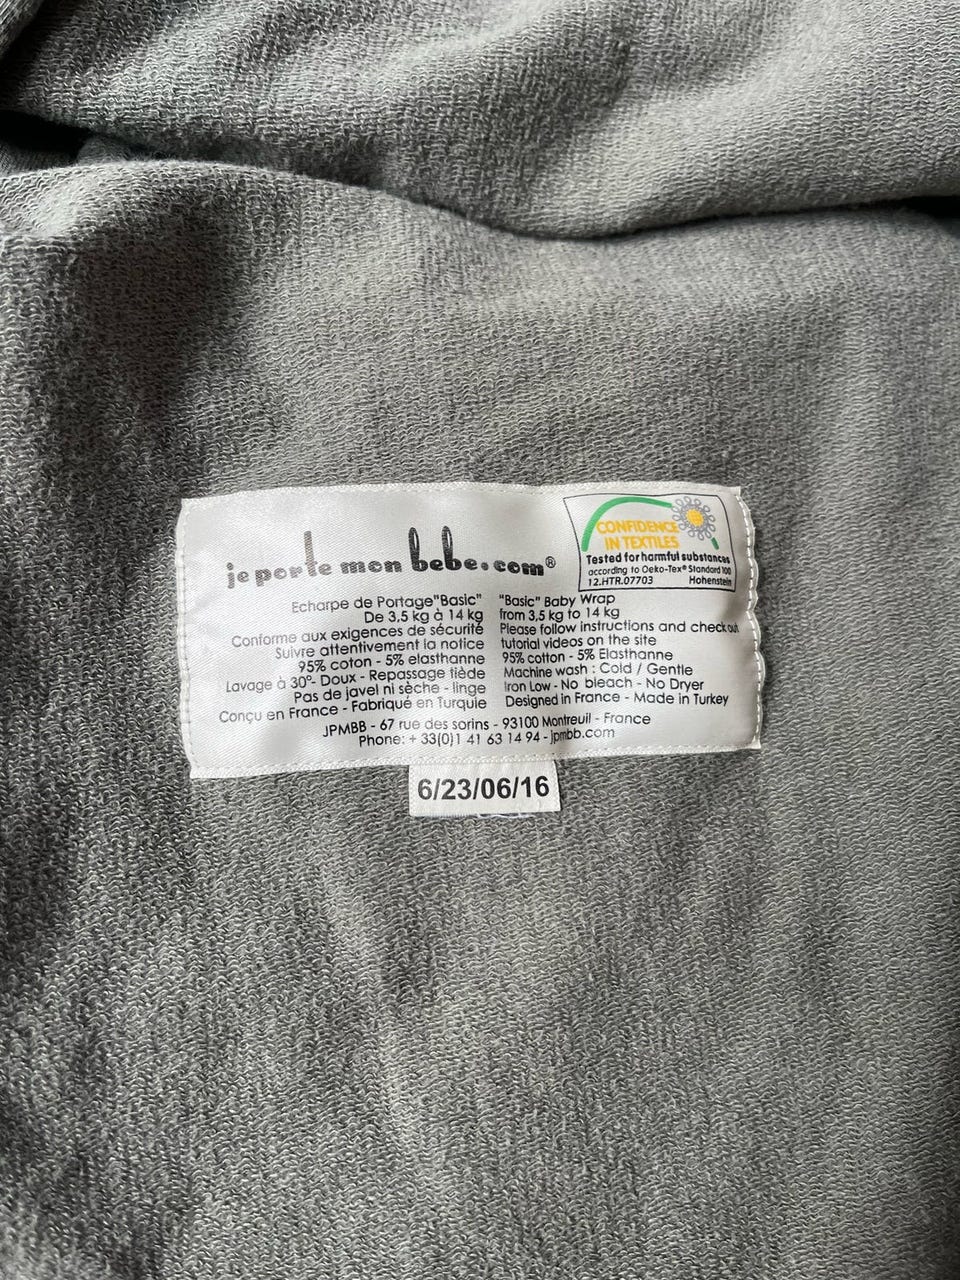 je porte mon bebe.com®
CONFIDENCE
IN TEXTILES
Tested for harmful substances
according to Oeko-Tex® Standard 100
12.HTR.07703 Hohenstein
Echarpe de Portage"Basic"
De 3,5 kg à 14 kg
Conforme aux exigences de sécurité
Suivre attentivement la notice
95% coton - 5% elasthanne
Lavage à 30°- Doux - Repassage tiède
Pas de javel ni sèche - linge
Conçu en France - Fabriqué en Turquie
"Basic" Baby Wrap
from 3,5 kg to 14 kg
Please follow instructions and check out
tutorial videos on the site
95% coton - 5% Elasthanne
Machine wash : Cold / Gentle
Iron Low - No bleach - No Dryer
Designed in France - Made in Turkey
JPMBB - 67 rue des sorins - 93100 Montreuil - France
Phone: + 33(0)1 41 63 14 94 - jpmbb.com
6/23/06/16